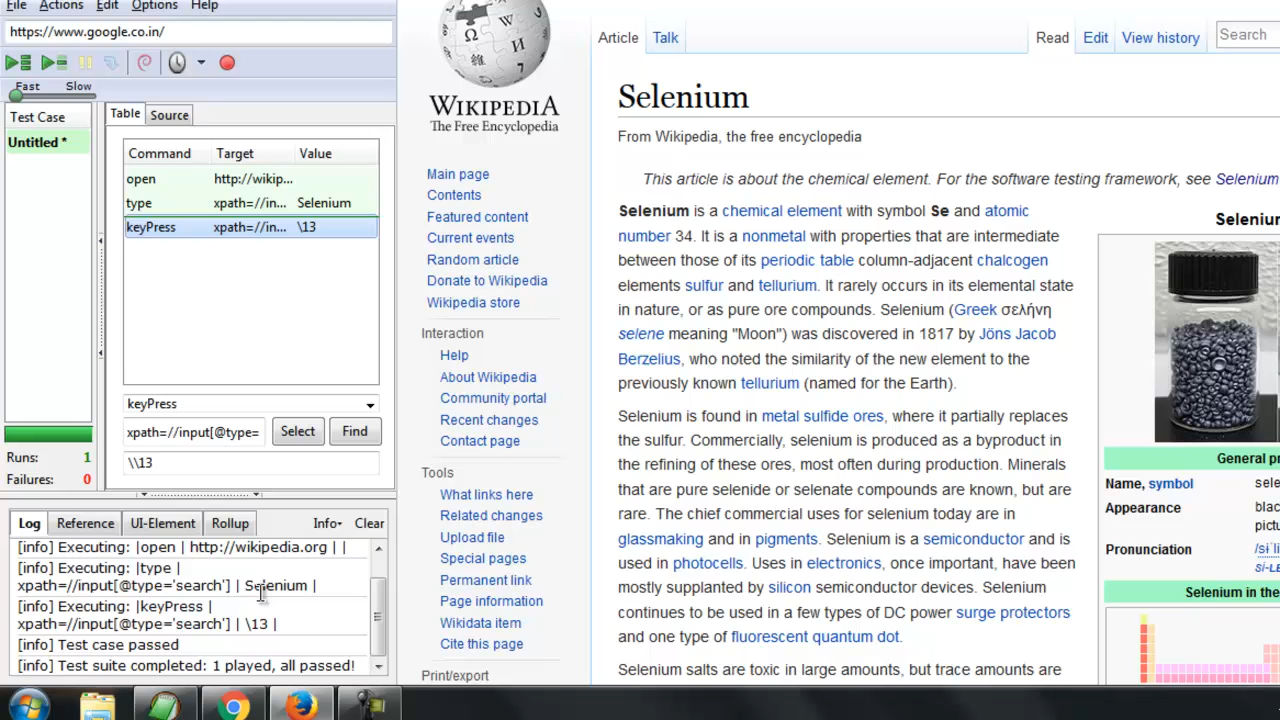 File Actions Edit Options Help
https://www.google.co.in/
Fast Slow
Test Case
Untitled *
Runs: 1
Failures: 0
Table Source
Command Target Value
open http://wikip...
type xpath=//in... Selenium
keyPress xpath=//in... \13
keyPress
xpath=//input[@type= Select Find
\\13
Log Reference UI-Element Rollup Info Clear
[info] Executing: |open | http://wikipedia.org | |
[info] Executing: |type |
xpath=//input[@type='search'] | Selenium |
[info] Executing: |keyPress |
xpath=//input[@type='search'] | \13 |
[info] Test case passed
[info] Test suite completed: 1 played, all passed!
WIKIPEDIA
The Free Encyclopedia
Main page
Contents
Featured content
Current events
Random article
Donate to Wikipedia
Wikipedia store
Interaction
Help
About Wikipedia
Community portal
Recent changes
Contact page
Tools
What links here
Related changes
Upload file
Special pages
Permanent link
Page information
Wikidata item
Cite this page
Print/export
Article Talk Read Edit View history Search
Selenium
From Wikipedia, the free encyclopedia
This article is about the chemical element. For the software testing framework, see Selenium
Selenium is a chemical element with symbol Se and atomic
number 34. It is a nonmetal with properties that are intermediate
between those of its periodic table column-adjacent chalcogen
elements sulfur and tellurium. It rarely occurs in its elemental state
in nature, or as pure ore compounds. Selenium (Greek σελήνη
selene meaning "Moon") was discovered in 1817 by Jöns Jacob
Berzelius, who noted the similarity of the new element to the
previously known tellurium (named for the Earth).
Selenium is found in metal sulfide ores, where it partially replaces
the sulfur. Commercially, selenium is produced as a byproduct in
the refining of these ores, most often during production. Minerals
that are pure selenide or selenate compounds are known, but are
rare. The chief commercial uses for selenium today are in
glassmaking and in pigments. Selenium is a semiconductor and is
used in photocells. Uses in electronics, once important, have been
mostly supplanted by silicon semiconductor devices. Selenium
continues to be used in a few types of DC power surge protectors
and one type of fluorescent quantum dot.
Selenium salts are toxic in large amounts, but trace amounts are
Selenium
General pr
Name, symbol sele
Appearance blac
pictu
Pronunciation /sɨˈli
si-LE
Selenium in the